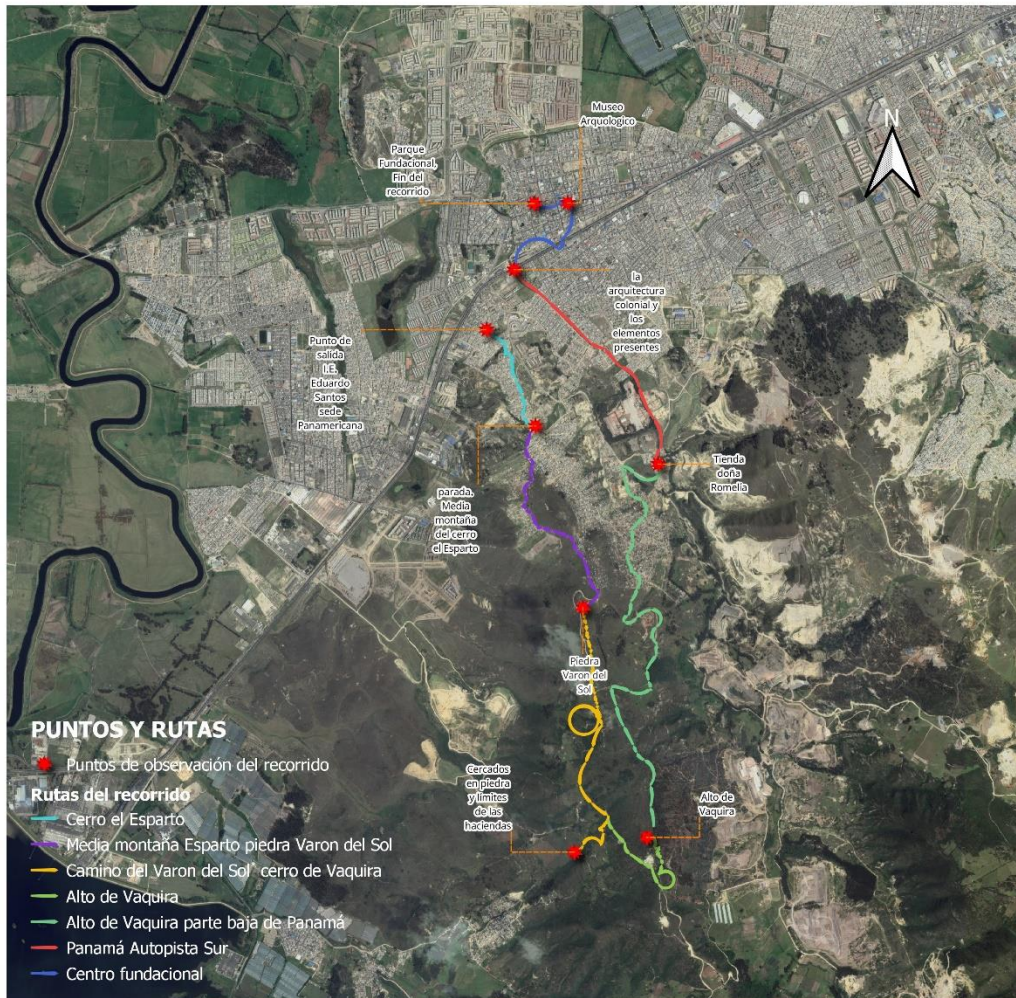 Museo
Arquologico
N
Parque
Fundacional,
Fin del
recorrido
la
arquitectura
colonial y
los
elementos
presentes
Punto de
salida
I.E.
Eduardo
Santos
sede
Panamericana
Tienda
doña
Romelia
parada,
Media
montaña
del cerro
el Esparto
Piedra
Varon del
Sol
Cercados
en piedra
y limites
de las
haciendas
Alto de
Vaquira
PUNTOS Y RUTAS
Puntos de observación del recorrido
Rutas del recorrido
Cerro el Esparto
Media montaña Esparto piedra Varon del Sol
Camino del Varon del Sol cerro de Vaquira
Alto de Vaquira
Alto de Vaquira parte baja de Panamá
Panamá Autopista Sur
Centro fundacional